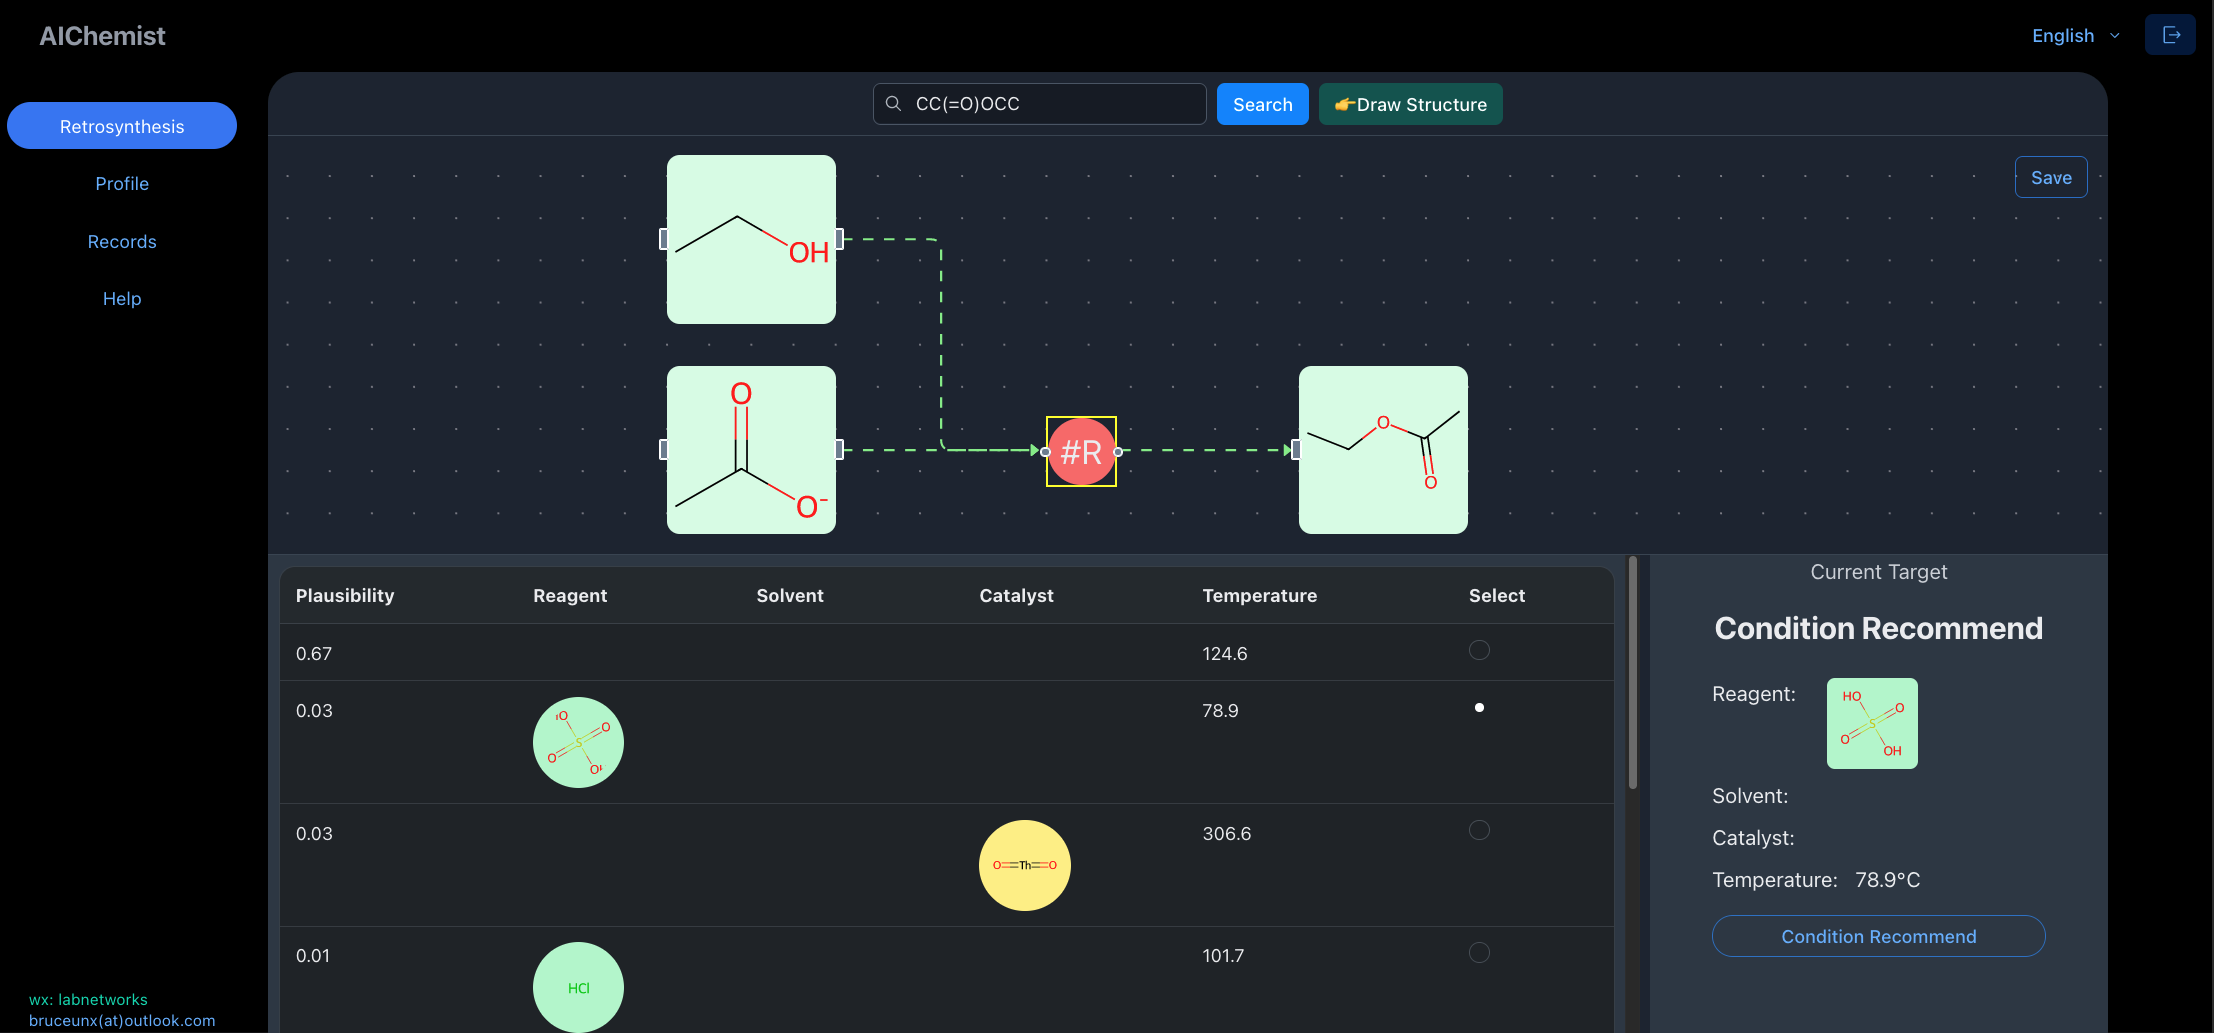 AIChemist
English
Retrosynthesis
Profile
Records
Help
wx: labnetworks
bruceunx(at)outlook.com
CC(=O)OCC
Search
👉Draw Structure
Save
OH
O
O-
#R
O
O
Plausibility Reagent Solvent Catalyst Temperature Select
0.67 124.6
0.03 78.9
O
S
O
O
O
0.03 306.6
O=Th=O
0.01 101.7
HCl
Current Target
Condition Recommend
Reagent:
HO
O
S
O
OH
Solvent:
Catalyst:
Temperature: 78.9°C
Condition Recommend